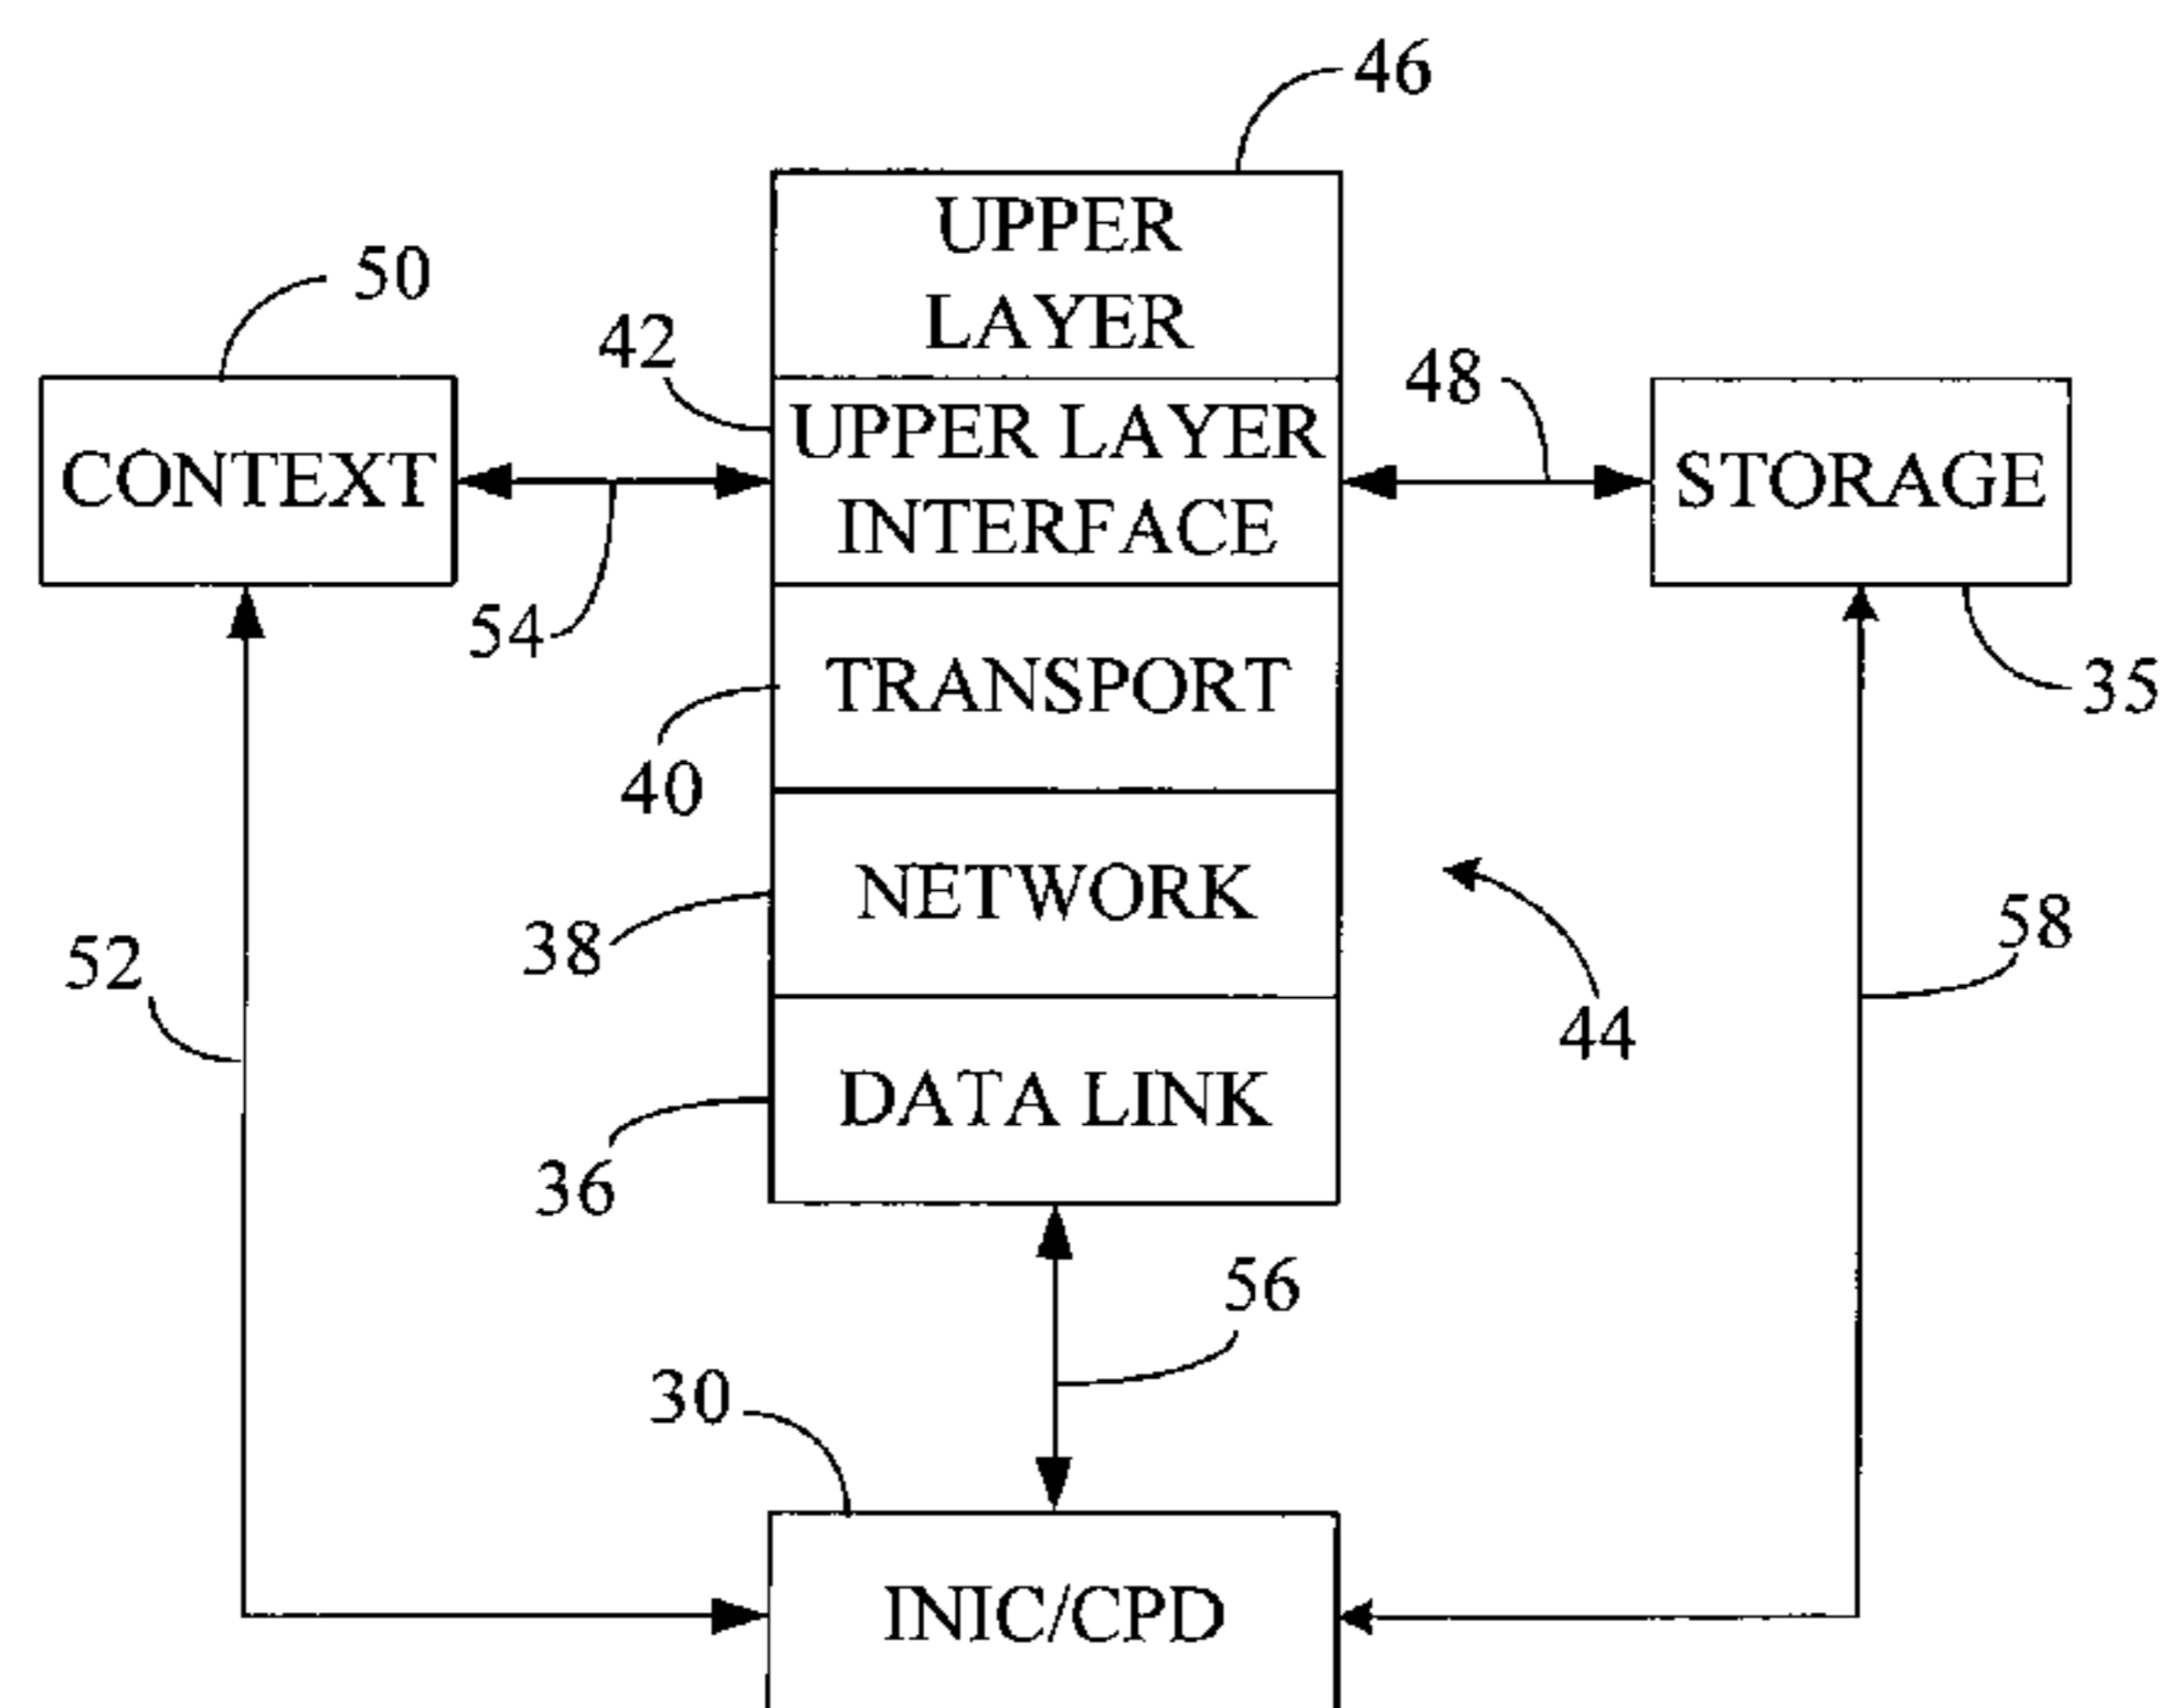 46
UPPER
LAYER
50
42
UPPER LAYER
INTERFACE
48
CONTEXT
STORAGE
54
TRANSPORT
35
40
NETWORK
38
52
58
44
DATA LINK
36
56
30
INIC/CPD